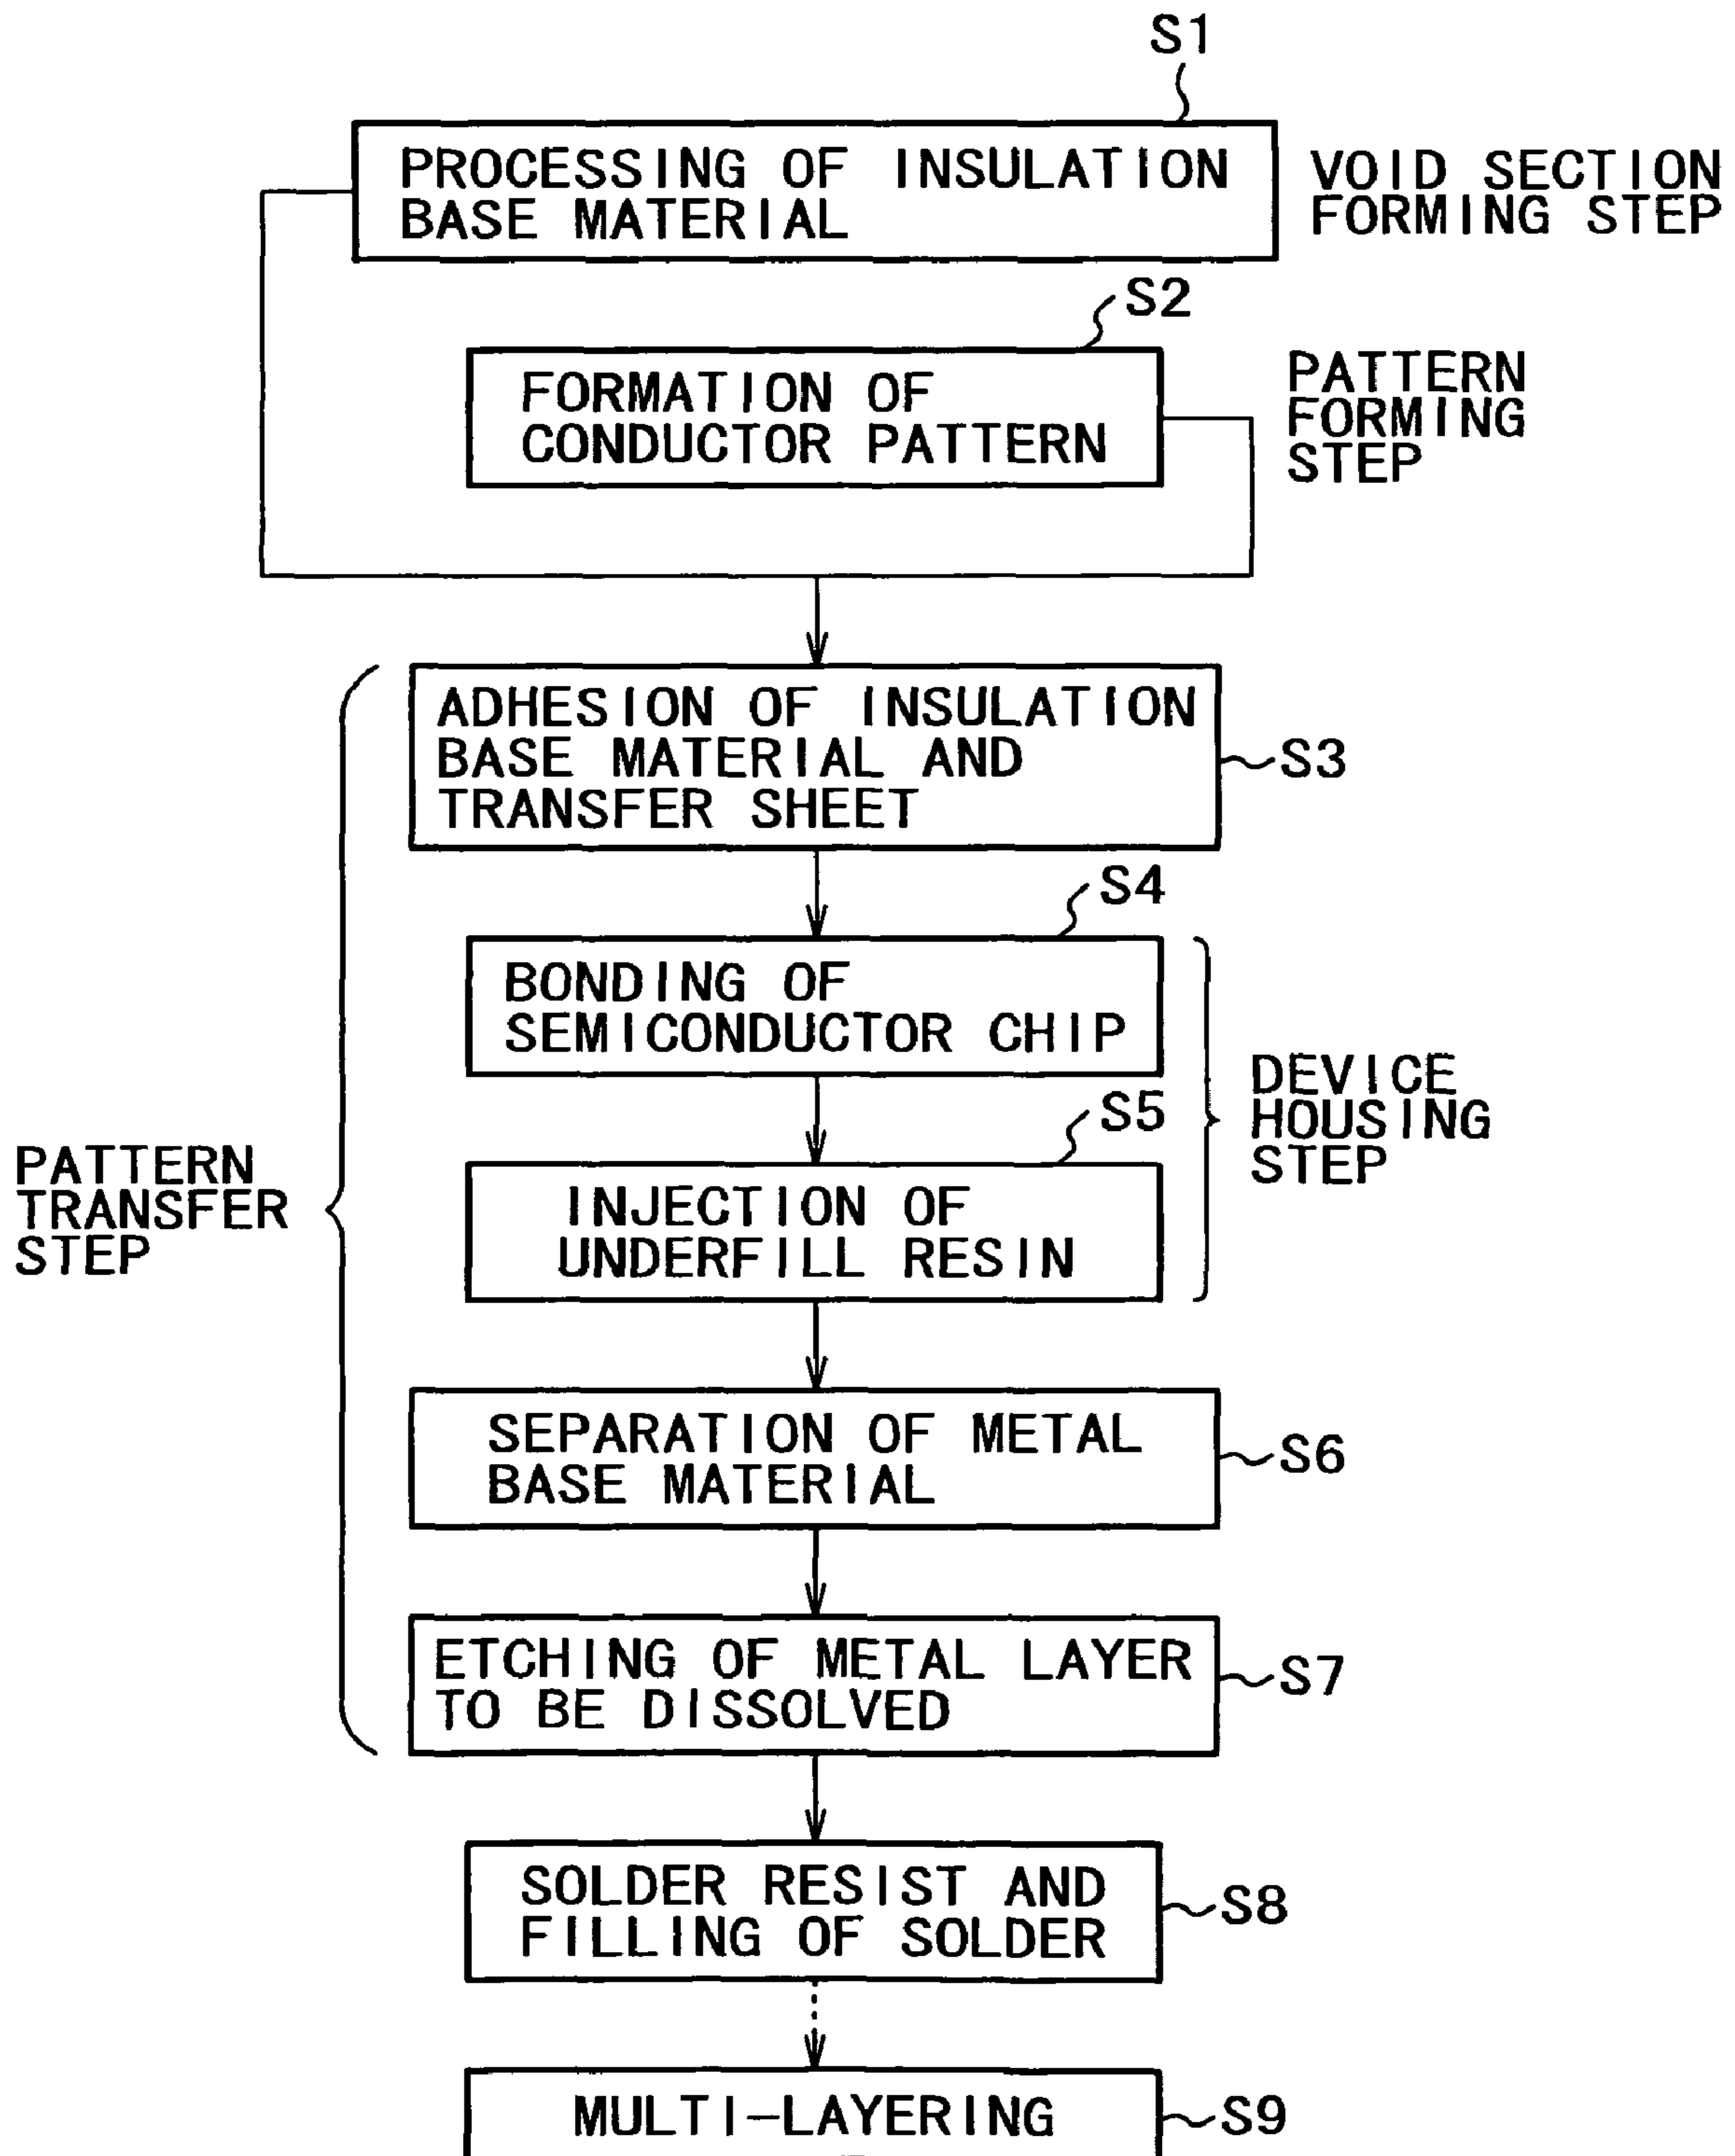 S1
PROCESSING OF INSULATION
BASE MATERIAL
VOID SECTION
FORMING STEP
S2
FORMATION OF
CONDUCTOR PATTERN
PATTERN
FORMING
STEP
ADHESION OF INSULATION
BASE MATERIAL AND
TRANSFER SHEET
S3
S4
BONDING OF
SEMICONDUCTOR CHIP
DEVICE
HOUSING
STEP
S5
INJECTION OF
UNDERFILL RESIN
PATTERN
TRANSFER
STEP
SEPARATION OF METAL
BASE MATERIAL
S6
ETCHING OF METAL LAYER
TO BE DISSOLVED
S7
SOLDER RESIST AND
FILLING OF SOLDER
S8
MULTI-LAYERING
S9